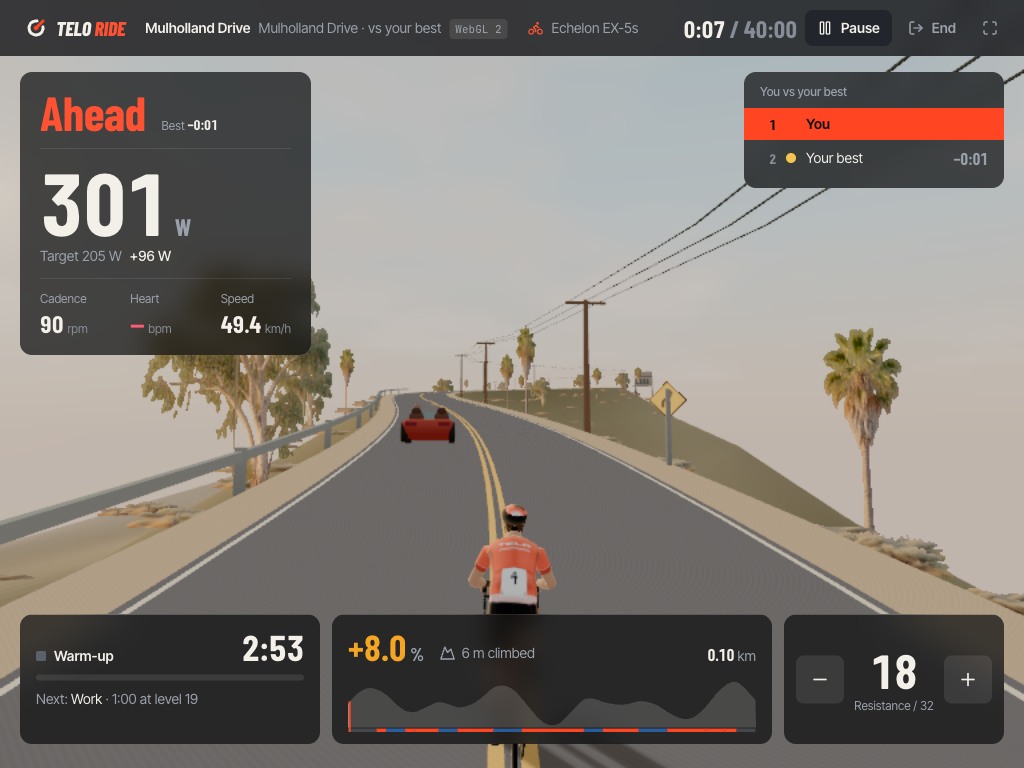 TELO RIDE Mulholland Drive Mulholland Drive · vs your best WebGL 2 Echelon EX-5s 0:07 / 40:00 Pause End
Ahead Best −0:01
301 W
Target 205 W +96 W
Cadence Heart Speed
90 rpm – bpm 49.4 km/h
You vs your best
1 You
2 Your best −0:01
TELO
Warm-up 2:53
Next: Work · 1:00 at level 19
+8.0 % 6 m climbed 0.10 km
− 18 +
Resistance / 32